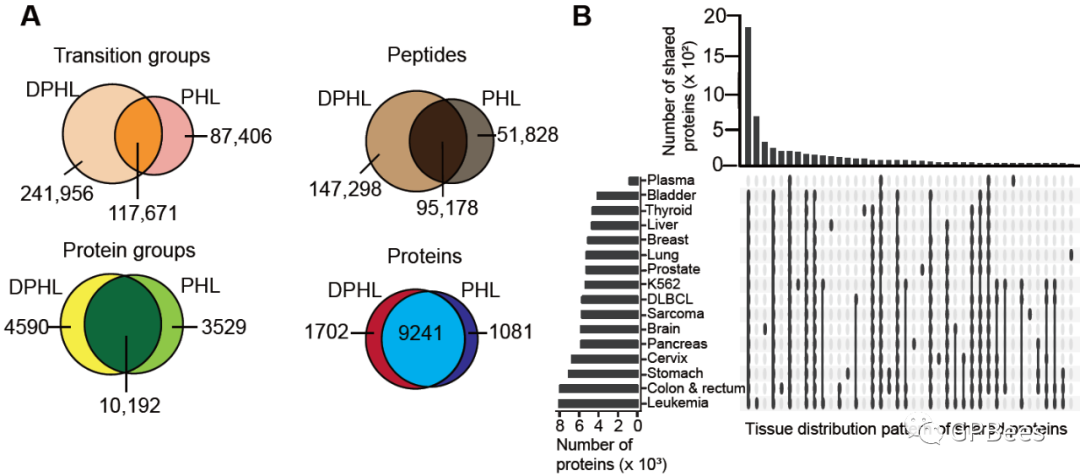 A
Transition groups
DPHL
PHL
87,406
241,956
117,671
Peptides
DPHL
PHL
51,828
147,298
95,178
Protein groups
DPHL
PHL
4590
3529
10,192
Proteins
DPHL
PHL
1702
9241
1081
B
Number of shared
proteins (x 10²)
20
15
10
5
0
Plasma
Bladder
Thyroid
Liver
Breast
Lung
Prostate
K562
DLBCL
Sarcoma
Brain
Pancreas
Cervix
Stomach
Colon & rectum
Leukemia
8 6 4 2 0
Number of
proteins (x 10³)
Tissue distribution pattern of shared proteins
GPBees